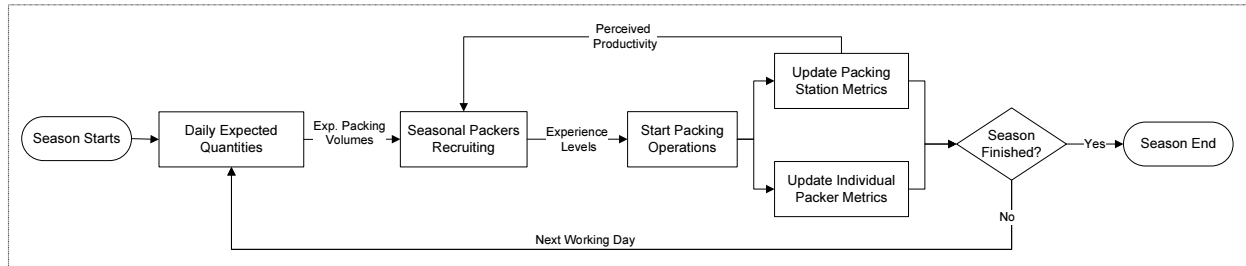 Perceived
Productivity
Season Starts
Daily Expected
Quantities
Exp. Packing
Volumes
Seasonal Packers
Recruiting
Experience
Levels
Start Packing
Operations
Update Packing
Station Metrics
Update Individual
Packer Metrics
Season
Finished?
Yes
Season End
No
Next Working Day